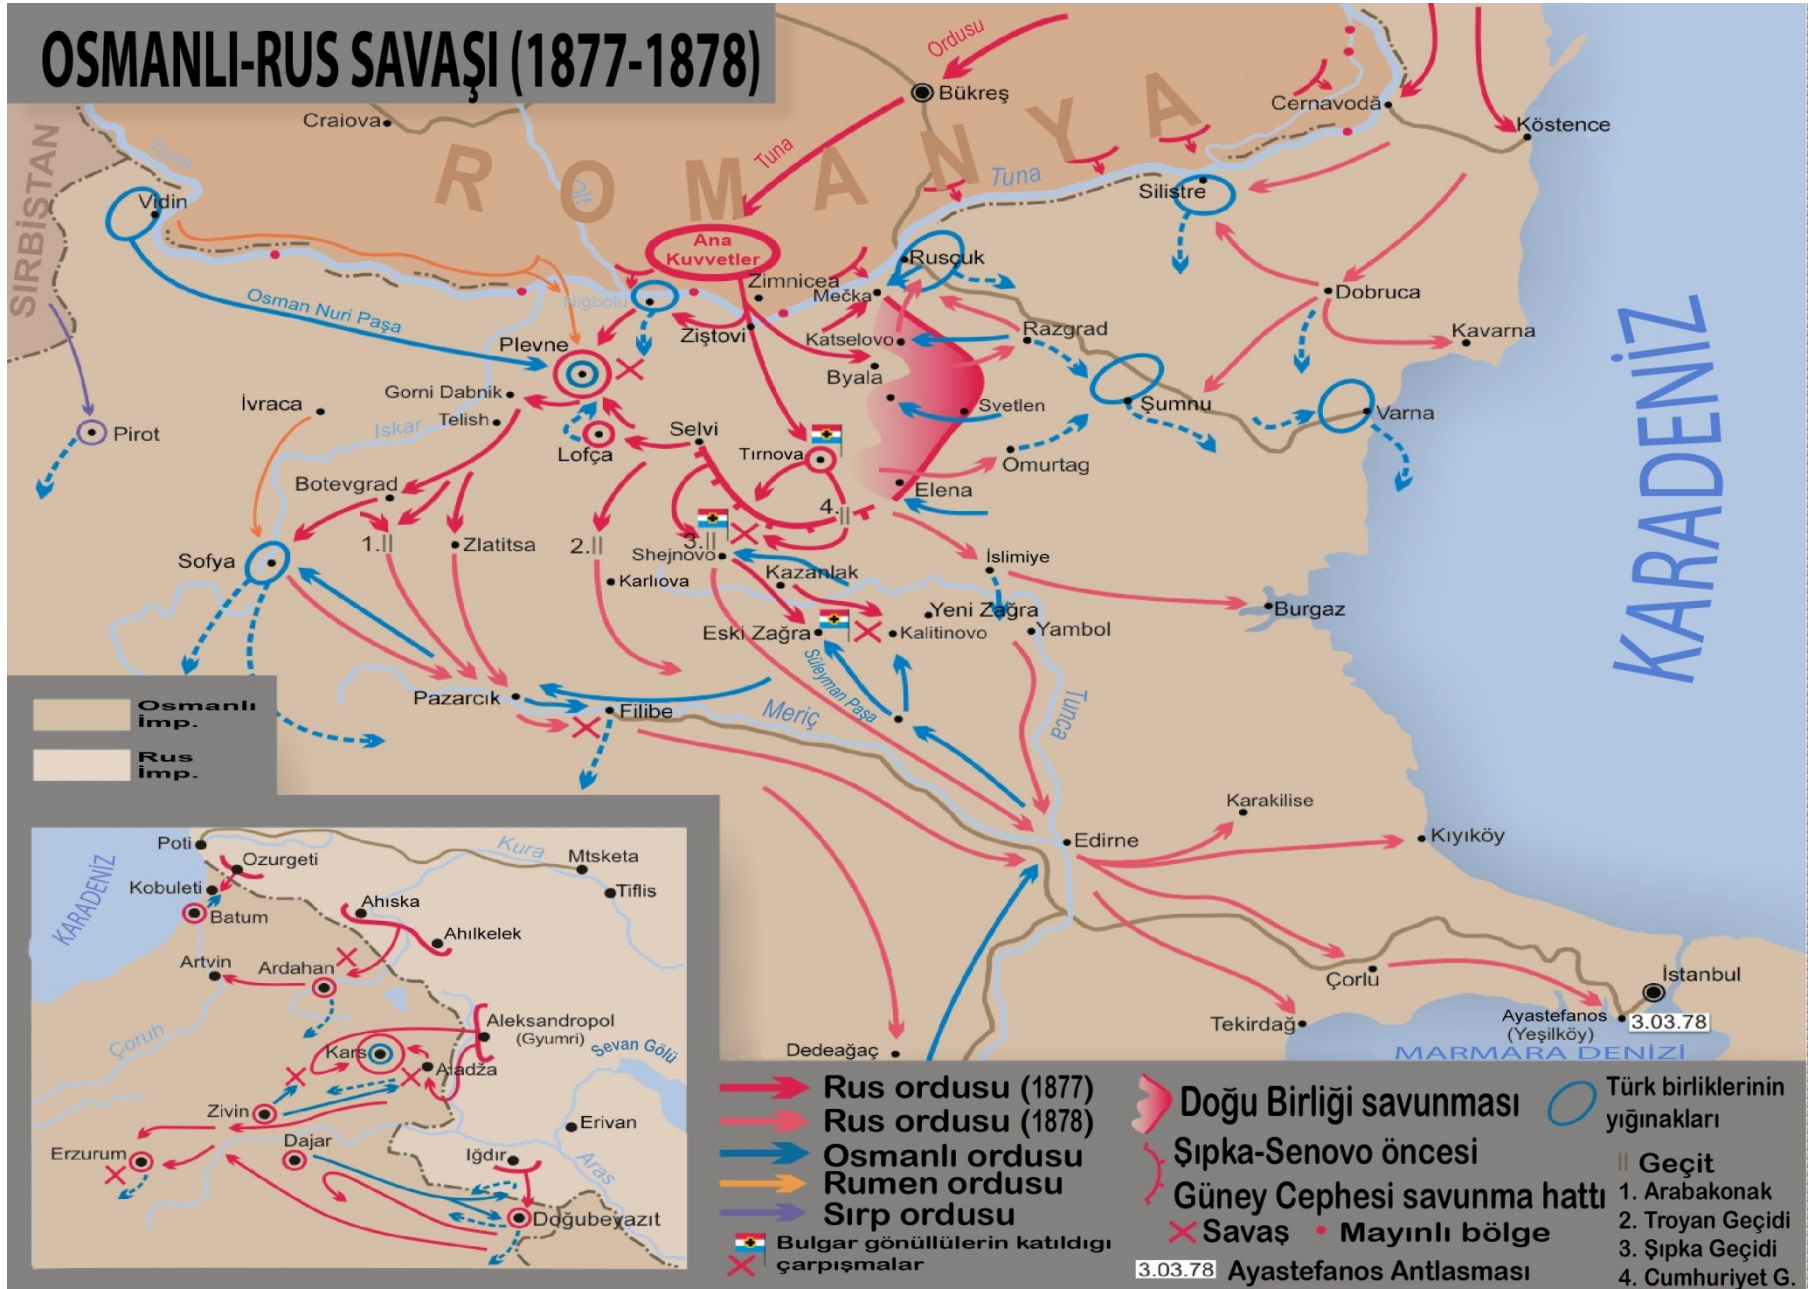 OSMANLI-RUS SAVAŞI (1877-1878)
Ordusu
Bükreş
Craiova
Cernavodă
Köstence
SIRBİSTAN
Tuna
Olt
ROMANYA
Tuna
Tuna
Silistre
Vidin
Ana
Kuvvetler
Rusçuk
Zimnicea
Mečka
Niğbolu
Dobruca
Osman Nuri Paşa
Ziştovi
Katselovo
Razgrad
Kavarna
Plevne
Byala
KARADENİZ
Gorni Dabnik
İvraca
Telish
Svetlen
Şumnu
Varna
Pirot
Iskar
Selvi
Lofça
Tırnova
Omurtag
Botevgrad
Elena
4.
Sofya
1.
Zlatitsa
2.
3.
Shejnovo
İslimiye
Karlıova
Kazanlak
Yeni Zağra
Burgaz
Eski Zağra
Kalitinovo
Yambol
Süleyman Paşa
Pazarcık
Filibe
Meriç
Tunca
Osmanlı
İmp.
Rus
İmp.
Karakilise
Edirne
Kıyıköy
Poti
Kura
Ozurgeti
Mtsketa
KARADENİZ
Kobuleti
Tiflis
Batum
Ahıska
Ahılkelek
Artvin
Ardahan
Çoruh
Aleksandropol
(Gyumri)
Kars
Sevan Gölü
Aladža
Zivin
Erivan
Dajar
Erzurum
Iğdır
Aras
Doğubeyazıt
Çorlu
İstanbul
Tekirdağ
Ayastefanos
(Yeşilköy)
3.03.78
Dedeağaç
MARMARA DENİZİ
Rus ordusu (1877)
Rus ordusu (1878)
Osmanlı ordusu
Rumen ordusu
Sırp ordusu
Bulgar gönüllülerin katıldıgı
çarpışmalar
Doğu Birliği savunması
Şıpka-Senovo öncesi
Güney Cephesi savunma hattı
Savaş
Mayınlı bölge
3.03.78 Ayastefanos Antlasması
Türk birliklerinin
yığınakları
Geçit
1. Arabakonak
2. Troyan Geçidi
3. Şıpka Geçidi
4. Cumhuriyet G.